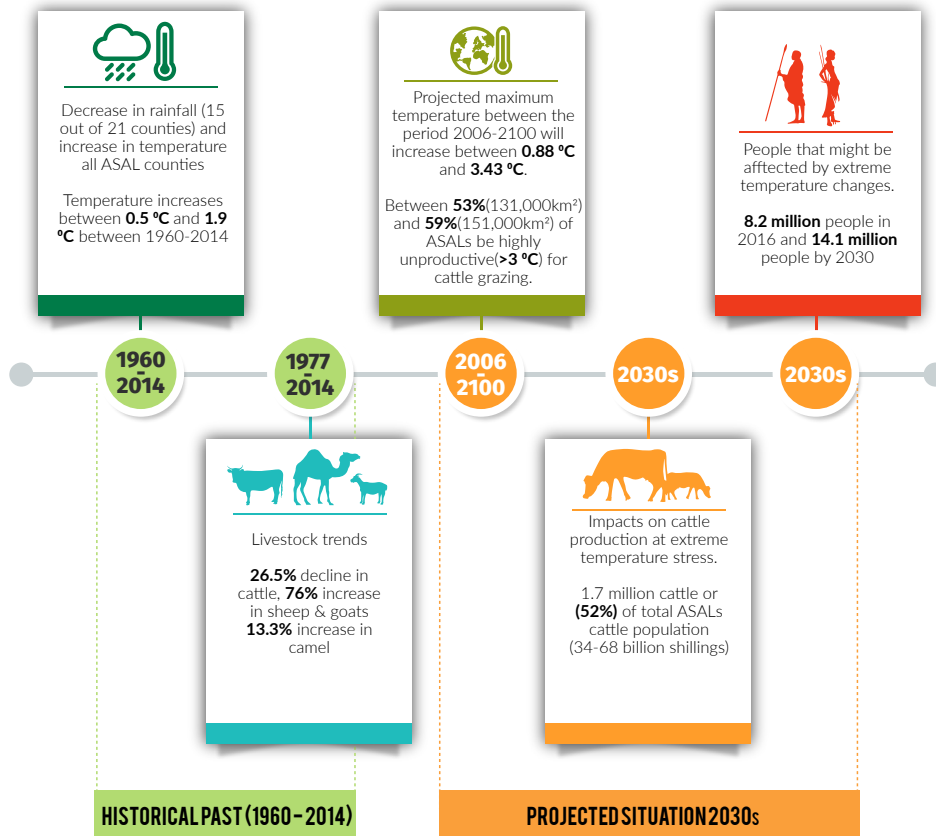 Decrease in rainfall (15
out of 21 counties) and
increase in temperature
all ASAL counties
Temperature increases
between 0.5 ⁰C and 1.9
⁰C between 1960-2014
Projected maximum
temperature between the
period 2006-2100 will
increase between 0.88 ⁰C
and 3.43 ⁰C.
Between 53%(131,000km²)
and 59%(151,000km²) of
ASALs be highly
unproductive(>3 ⁰C) for
cattle grazing.
People that might be
afftected by extreme
temperature changes.
8.2 million people in
2016 and 14.1 million
people by 2030
1960
-
2014
1977
-
2014
2006
-
2100
2030s
2030s
Livestock trends
26.5% decline in
cattle, 76% increase
in sheep & goats
13.3% increase in
camel
Impacts on cattle
production at extreme
temperature stress.
1.7 million cattle or
(52%) of total ASALs
cattle population
(34-68 billion shillings)
HISTORICAL PAST (1960 – 2014)
PROJECTED SITUATION 2030s